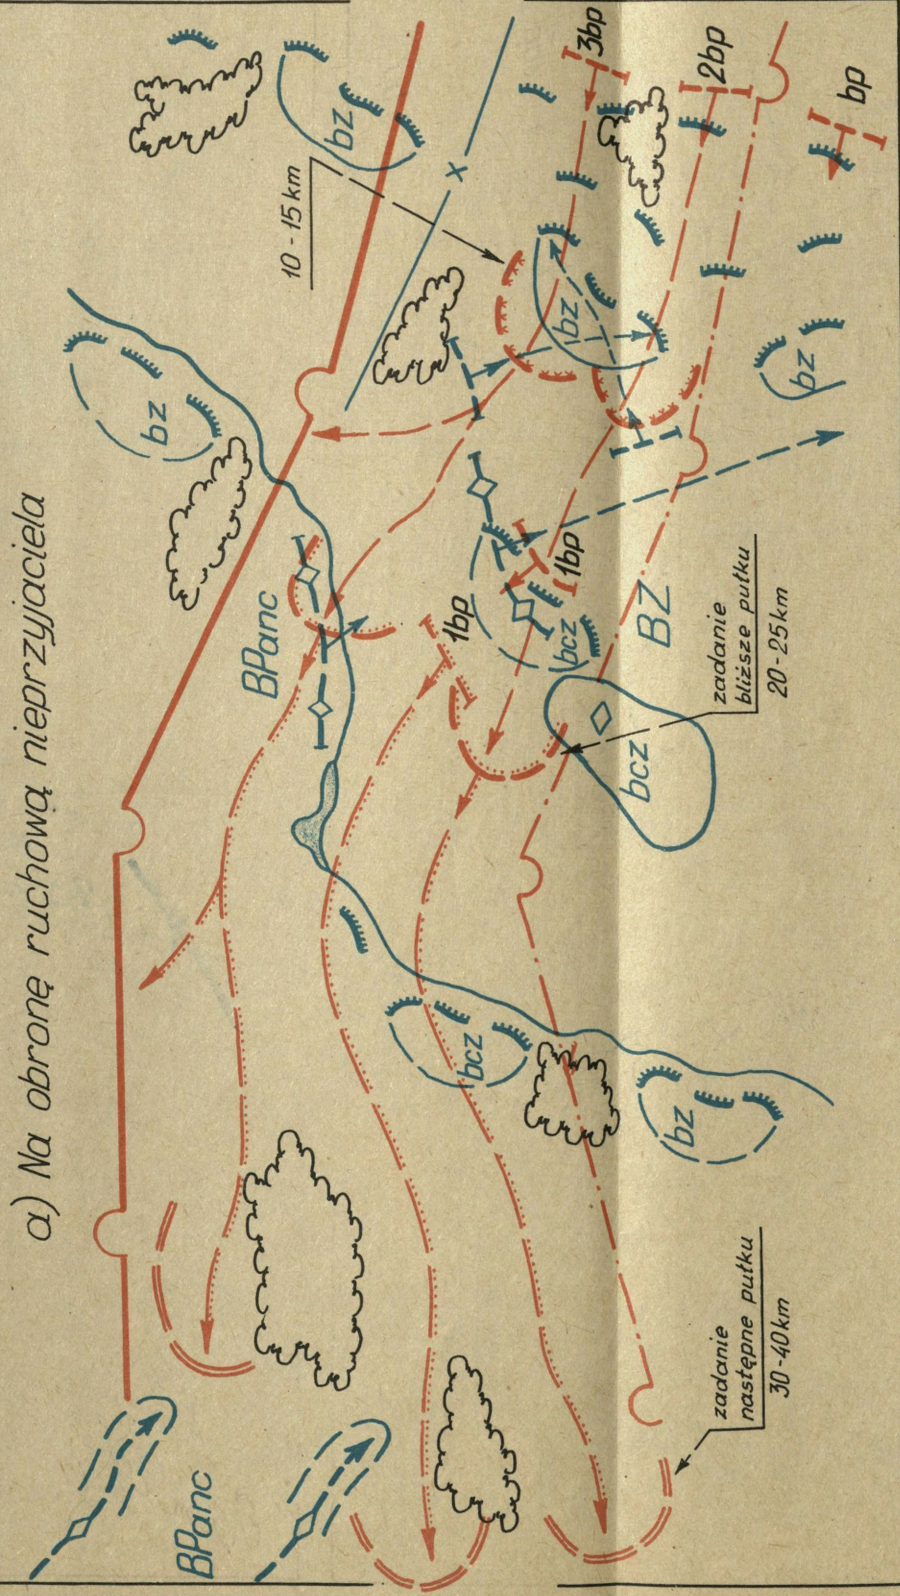 a) Na obronę ruchową nieprzyjaciela
BPanc
BPanc
bz
bz
10-15 km
x
3bp
2bp
bp
bz
bz
1bp
1bp
bcz
BZ
bcz
zadanie
bliższe pułku
20-25 km
bcz
bz
zadanie
następne pułku
30-40 km